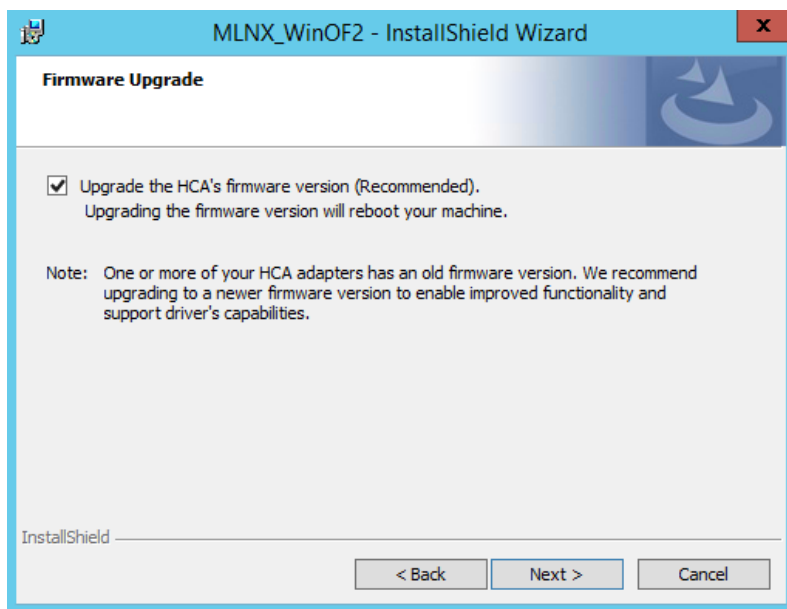 MLNX_WinOF2 - InstallShield Wizard
x
Firmware Upgrade
Upgrade the HCA's firmware version (Recommended).
Upgrading the firmware version will reboot your machine.
Note: One or more of your HCA adapters has an old firmware version. We recommend
upgrading to a newer firmware version to enable improved functionality and
support driver's capabilities.
InstallShield
< Back Next > Cancel